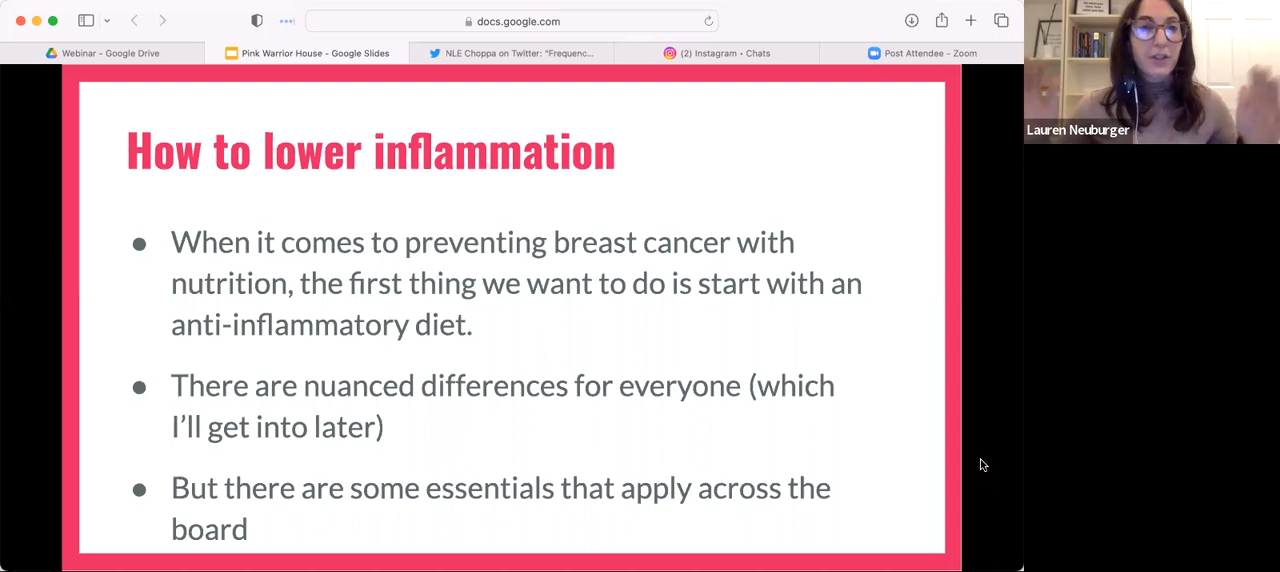 docs.google.com
Webinar - Google Drive
Pink Warrior House - Google Slides
NLE Choppa on Twitter: "Frequenc...
(2) Instagram • Chats
Post Attendee - Zoom
Lauren Neuburger
How to lower inflammation
● When it comes to preventing breast cancer with
nutrition, the first thing we want to do is start with an
anti-inflammatory diet.
● There are nuanced differences for everyone (which
I'll get into later)
● But there are some essentials that apply across the
board